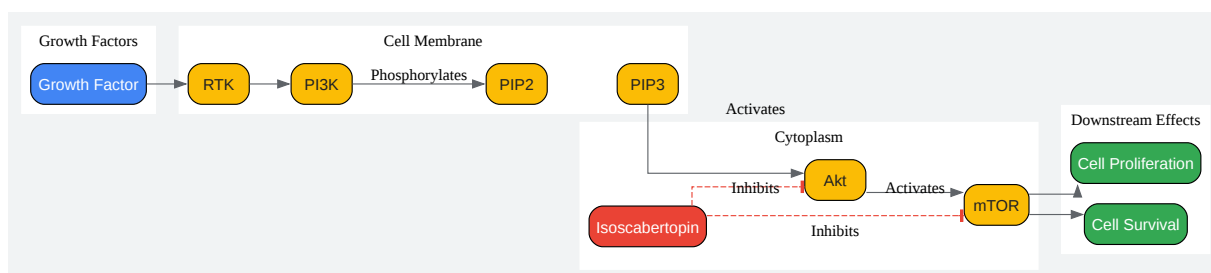 Growth Factors
Growth Factor
Cell Membrane
RTK
PI3K
Phosphorylates
PIP2
PIP3
Activates
Cytoplasm
Inhibits
Akt
Activates
mTOR
Isoscabertopin
Inhibits
Downstream Effects
Cell Proliferation
Cell Survival